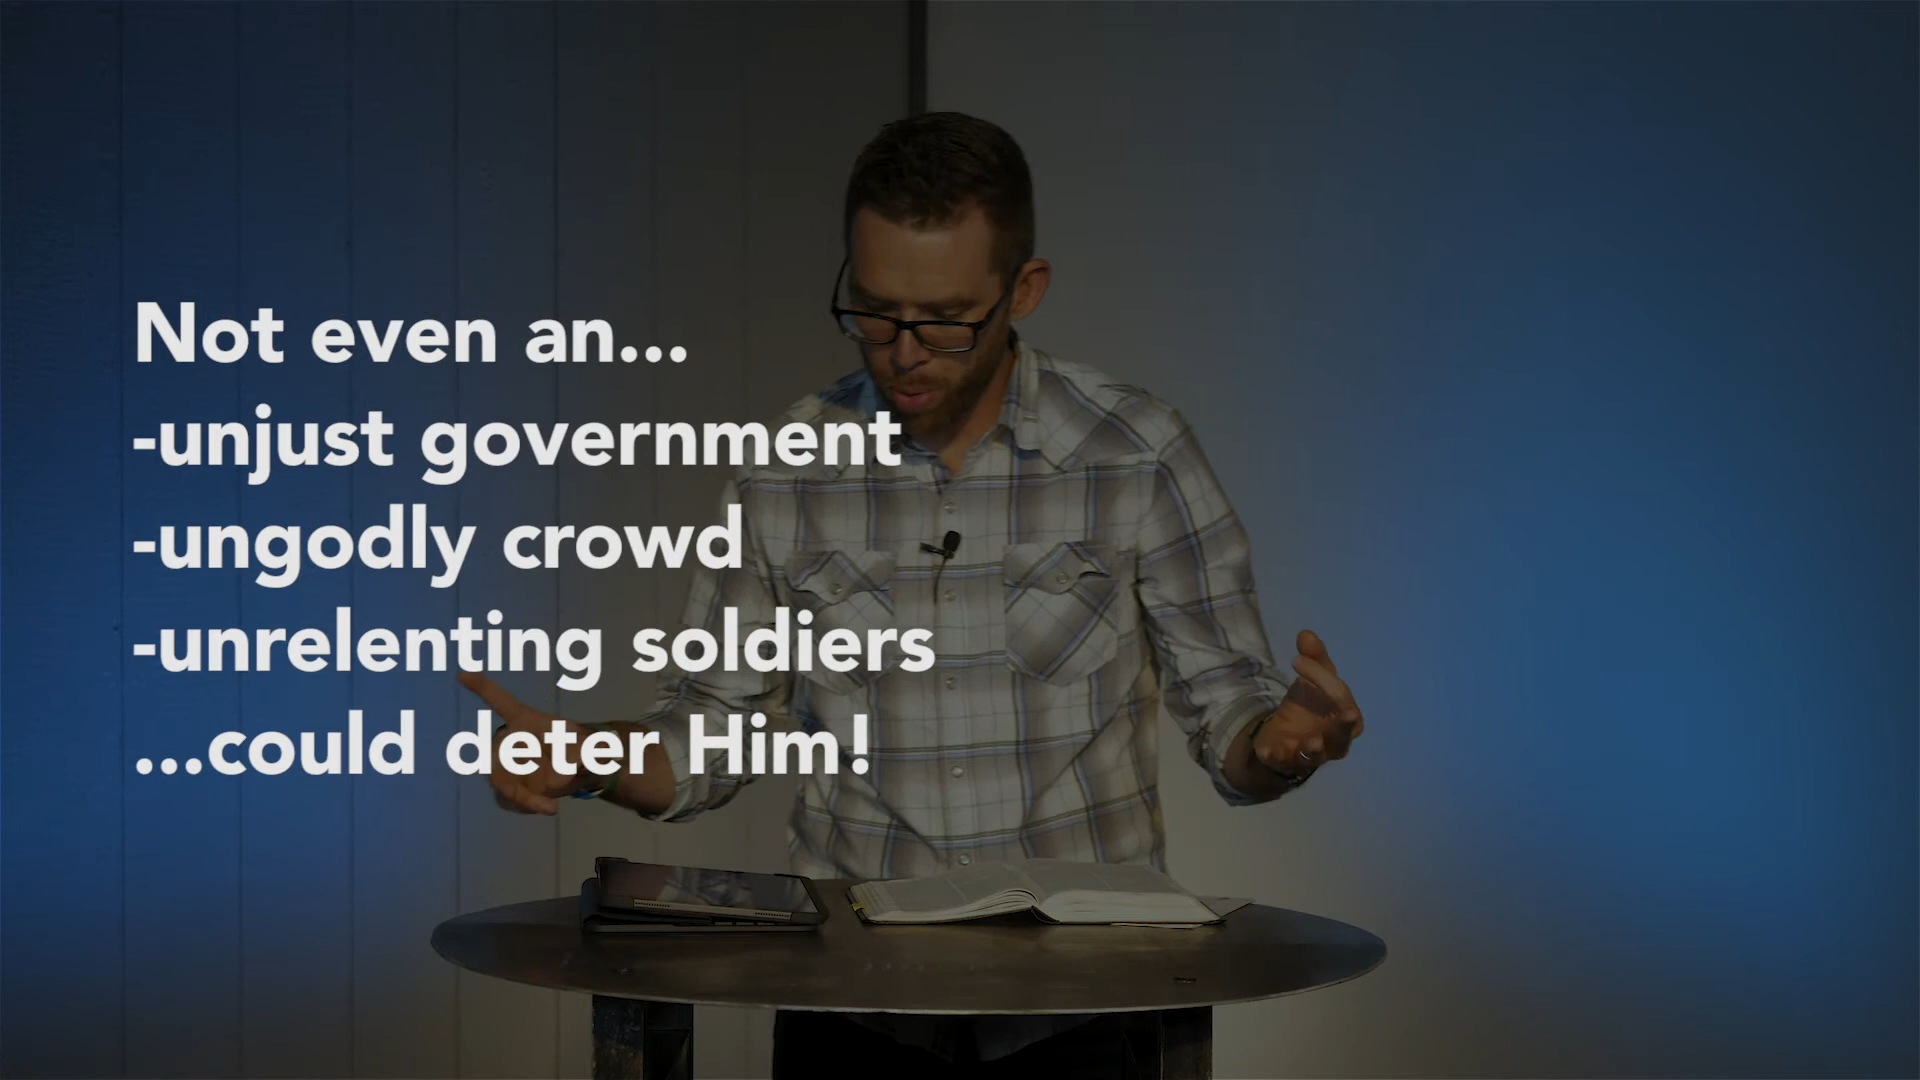 Not even an...
-unjust government
-ungodly crowd
-unrelenting soldiers
...could deter Him!